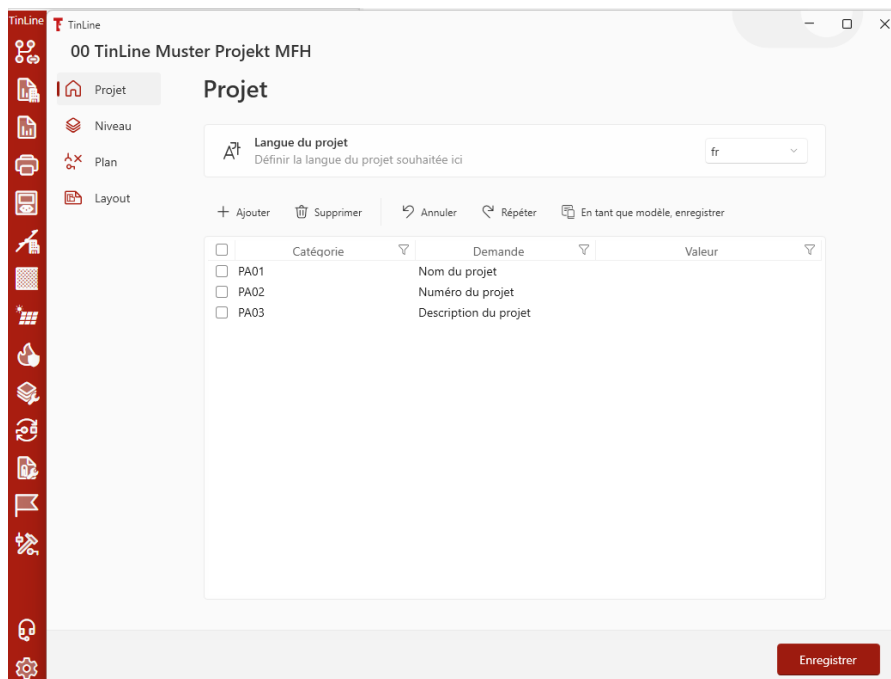 TinLine
TinLine
00 TinLine Muster Projekt MFH
Projet
Niveau
Plan
Layout
Projet
Langue du projet
Définir la langue du projet souhaitée ici
fr
Ajouter Supprimer Annuler Répéter En tant que modèle, enregistrer
Catégorie Demande Valeur
PA01 Nom du projet
PA02 Numéro du projet
PA03 Description du projet
Enregistrer